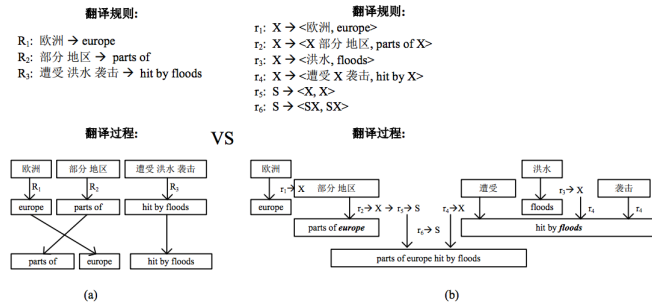 翻译规则:
R1: 欧洲 → europe
R2: 部分 地区 → parts of
R3: 遭受 洪水 袭击 → hit by floods
翻译过程:
欧洲 部分 地区 遭受 洪水 袭击
R1 R2 R3
europe parts of hit by floods
parts of europe hit by floods
(a)
VS
翻译规则:
r1: X → <欧洲, europe>
r2: X → <X 部分 地区, parts of X>
r3: X → <洪水, floods>
r4: X → <遭受 X 袭击, hit by X>
r5: S → <X, X>
r6: S → <SX, SX>
翻译过程:
欧洲 洪水
r1→ X 部分 地区 遭受 r3→ X 袭击
europe r2→ X → r5→ S r4→X floods r4 r4
parts of europe r6→ S hit by floods
parts of europe hit by floods
(b)